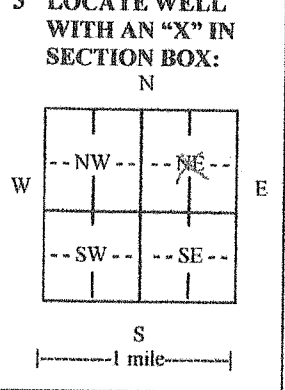 3 LOCATE WELL
WITH AN “X” IN
SECTION BOX:
N
-- NW -- -- NE --
W E
-- SW -- -- SE --
S
|--------1 mile--------|